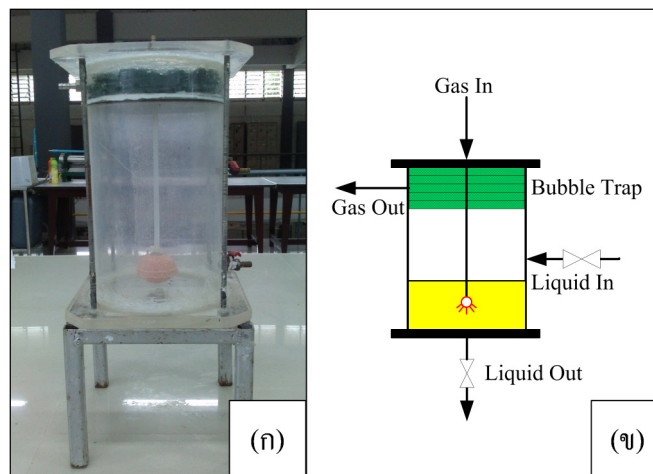 Gas In
Gas Out
Bubble Trap
Liquid In
Liquid Out
(ก)
(ข)